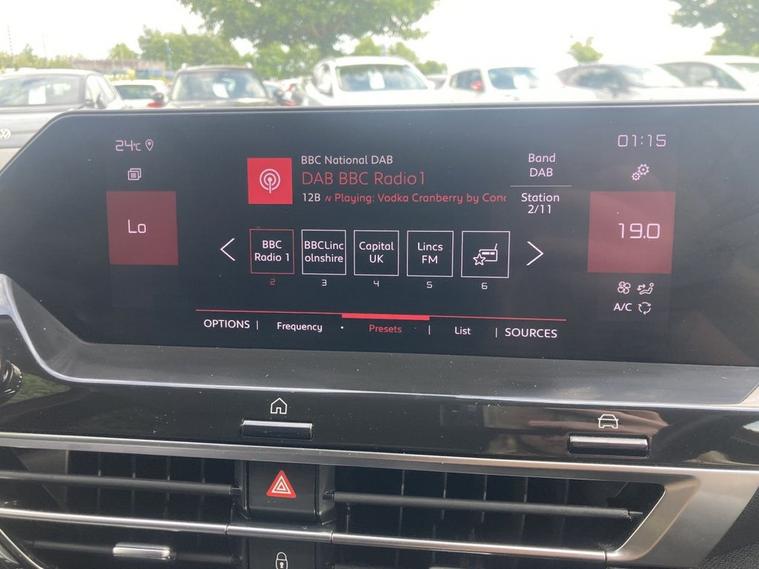 24°C
01:15
BBC National DAB
DAB BBC Radio 1
12B w Playing: Vodka Cranberry by Con
Band
DAB
Station
2/11
Lo
19.0
BBC
Radio 1
2
BBCLinc
olnshire
3
Capital
UK
4
Lincs
FM
5
6
A/C
OPTIONS | Frequency • Presets | List | SOURCES